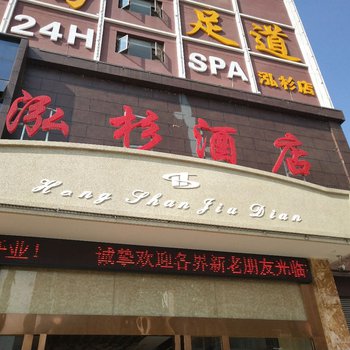 足道
24H SPA 泓杉店
泓杉酒店
Hong Shan Jiu Dian
业! 诚挚欢迎各界新老朋友光临